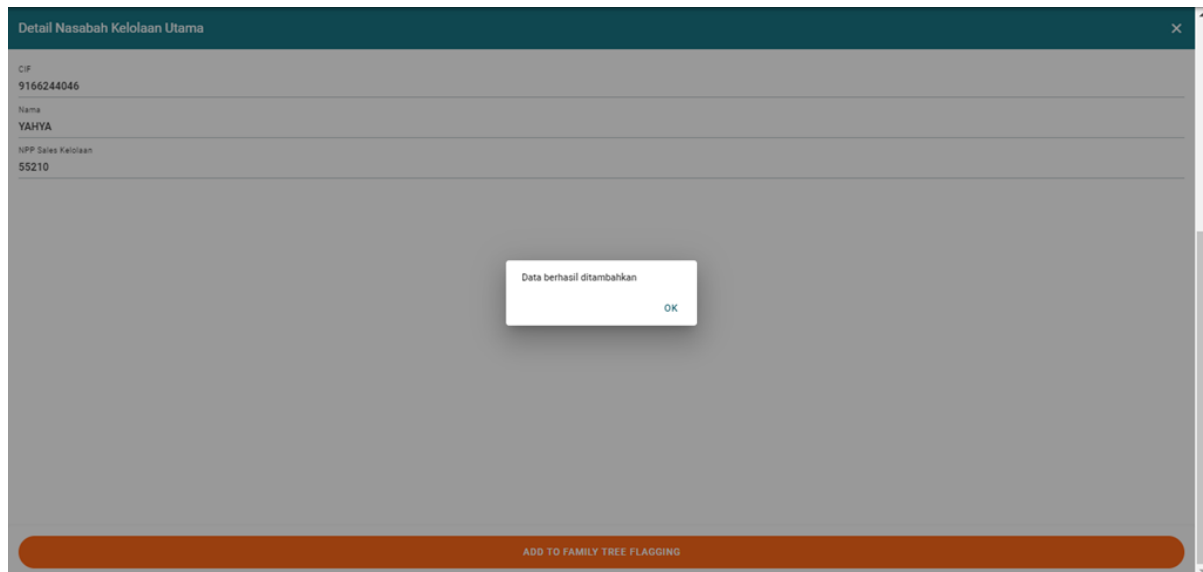 Detail Nasabah Kelolaan Utama
CIF
9166244046
Nama
YAHYA
NPP Sales Kelolaan
55210
Data berhasil ditambahkan
OK
ADD TO FAMILY TREE FLAGGING